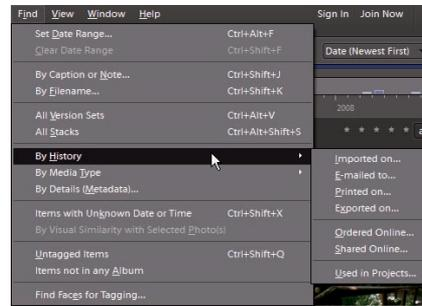 Find View Window Help Sign In Join Now
Set Date Range... Ctrl+Alt+F
Clear Date Range Ctrl+Shift+F
Date (Newest First)
By Caption or Note... Ctrl+Shift+J
By Filename... Ctrl+Shift+K
All Version Sets Ctrl+Alt+V
2008
All Stacks Ctrl+Alt+Shift+S
By History
By Media Type
By Details (Metadata)...
Items with Unknown Date or Time Ctrl+Shift+X
By Visual Similarity with Selected Photo(s)
Untagged Items Ctrl+Shift+Q
Items not in any Album
Find Faces for Tagging...
Imported on...
E-mailed to...
Printed on...
Exported on...
Ordered Online...
Shared Online...
Used in Projects...